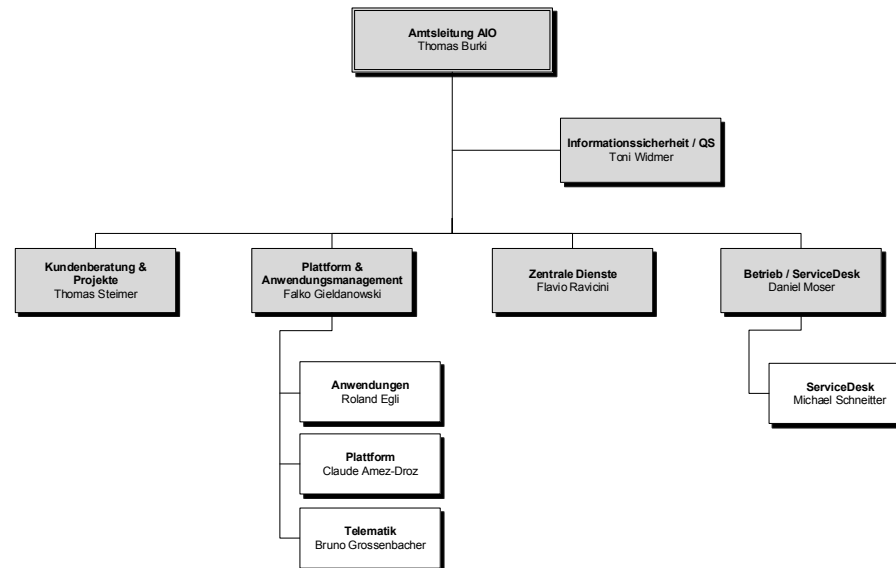 Amtsleitung AIO
Thomas Burki
Informationssicherheit / QS
Toni Widmer
Kundenberatung &
Projekte
Thomas Steimer
Plattform &
Anwendungsmanagement
Falko Gieldanowski
Zentrale Dienste
Flavio Ravicini
Betrieb / ServiceDesk
Daniel Moser
Anwendungen
Roland Egli
ServiceDesk
Michael Schneitter
Plattform
Claude Amez-Droz
Telematik
Bruno Grossenbacher